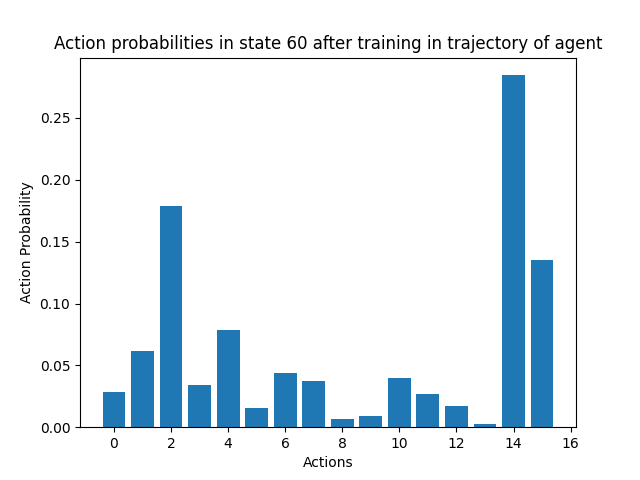 Action probabilities in state 60 after training in trajectory of agent
0.25
0.20
0.15
0.10
0.05
0.00
Action Probability
0 2 4 6 8 10 12 14 16
Actions